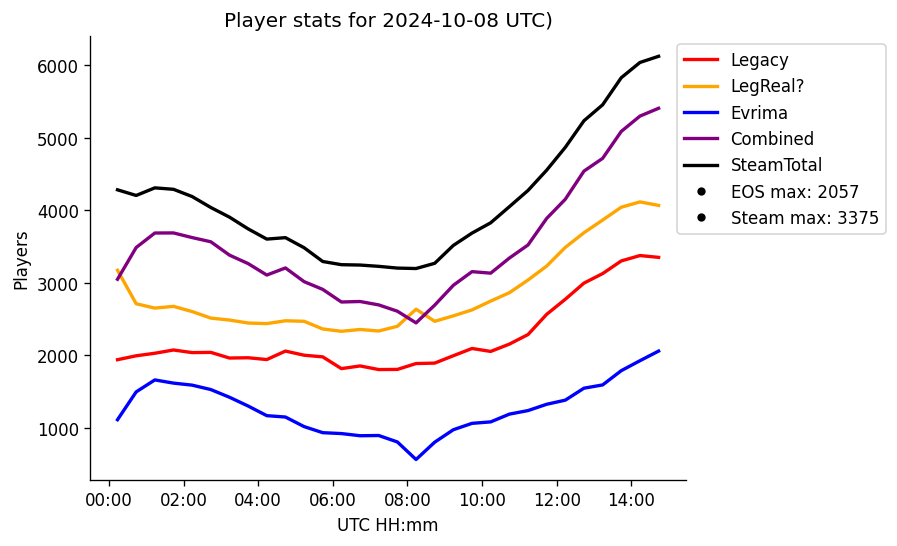 Player stats for 2024-10-08 UTC)
6000
5000
4000
3000
2000
1000
Players
00:00 02:00 04:00 06:00 08:00 10:00 12:00 14:00
UTC HH:mm
Legacy
LegReal?
Evrima
Combined
SteamTotal
EOS max: 2057
Steam max: 3375